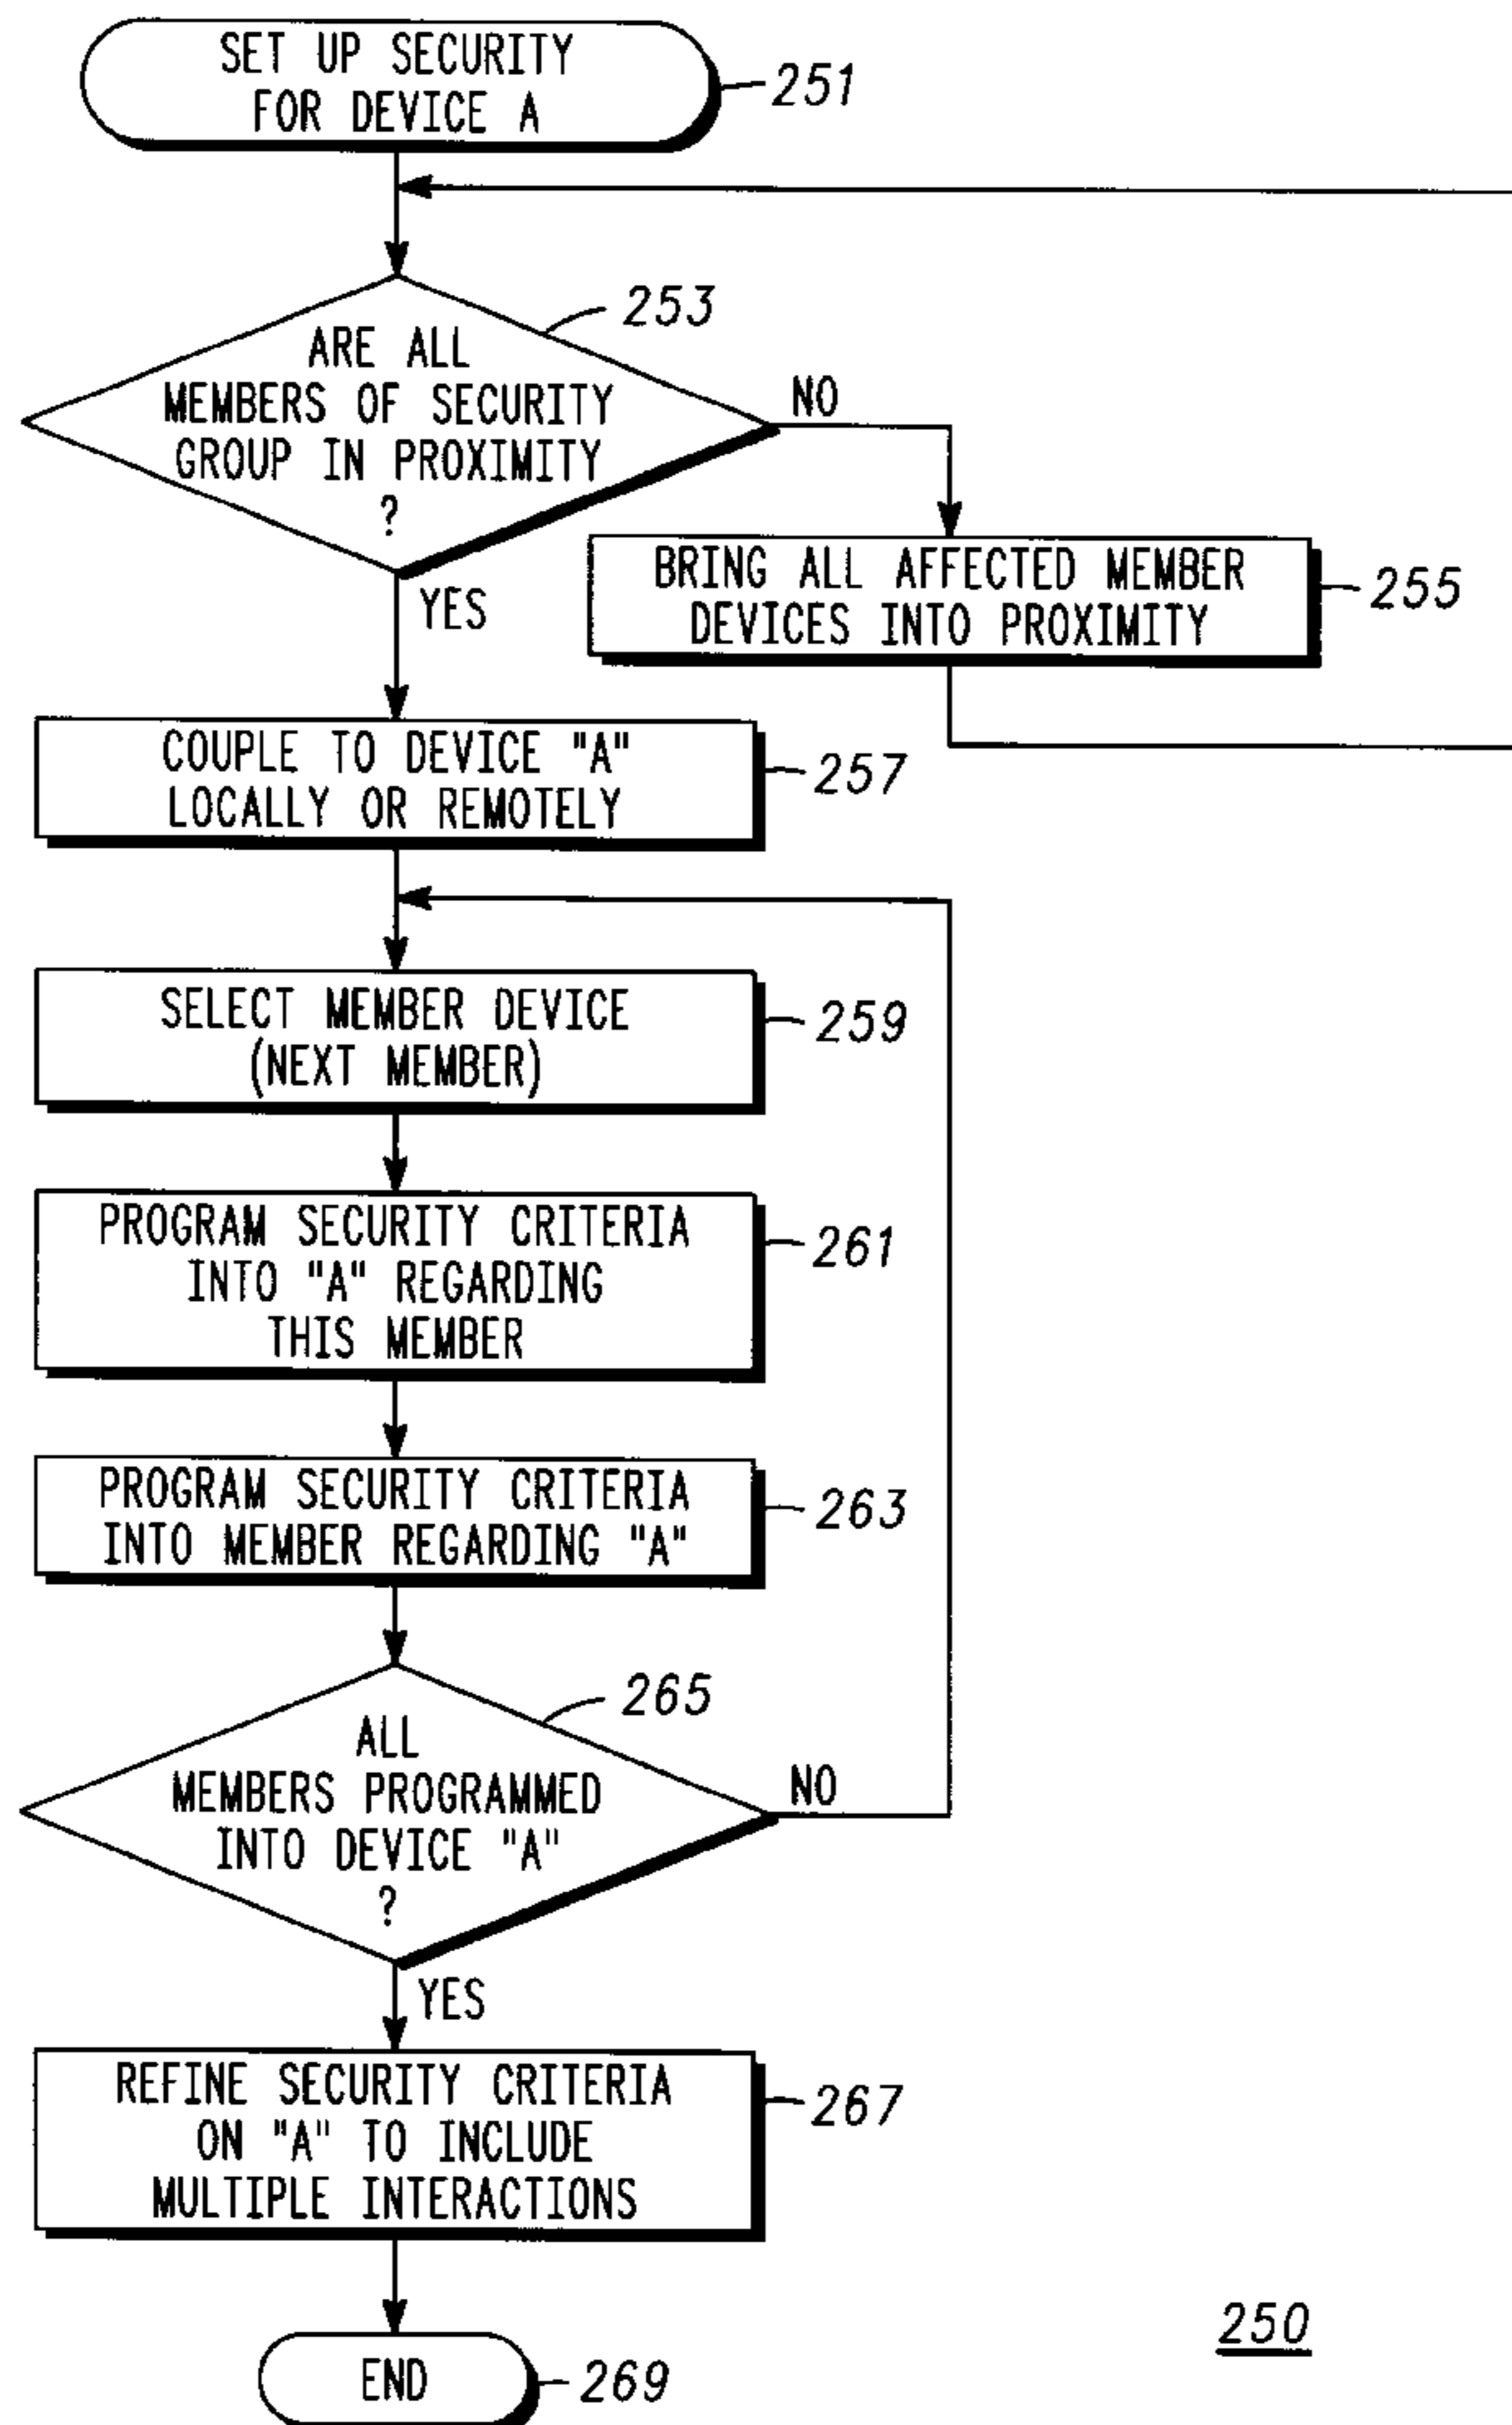 SET UP SECURITY
FOR DEVICE A
251
253
ARE ALL
MEMBERS OF SECURITY
GROUP IN PROXIMITY
?
NO
YES
BRING ALL AFFECTED MEMBER
DEVICES INTO PROXIMITY
255
COUPLE TO DEVICE "A"
LOCALLY OR REMOTELY
257
SELECT MEMBER DEVICE
(NEXT MEMBER)
259
PROGRAM SECURITY CRITERIA
INTO "A" REGARDING
THIS MEMBER
261
PROGRAM SECURITY CRITERIA
INTO MEMBER REGARDING "A"
263
265
ALL
MEMBERS PROGRAMMED
INTO DEVICE "A"
?
NO
YES
REFINE SECURITY CRITERIA
ON "A" TO INCLUDE
MULTIPLE INTERACTIONS
267
END
269
250